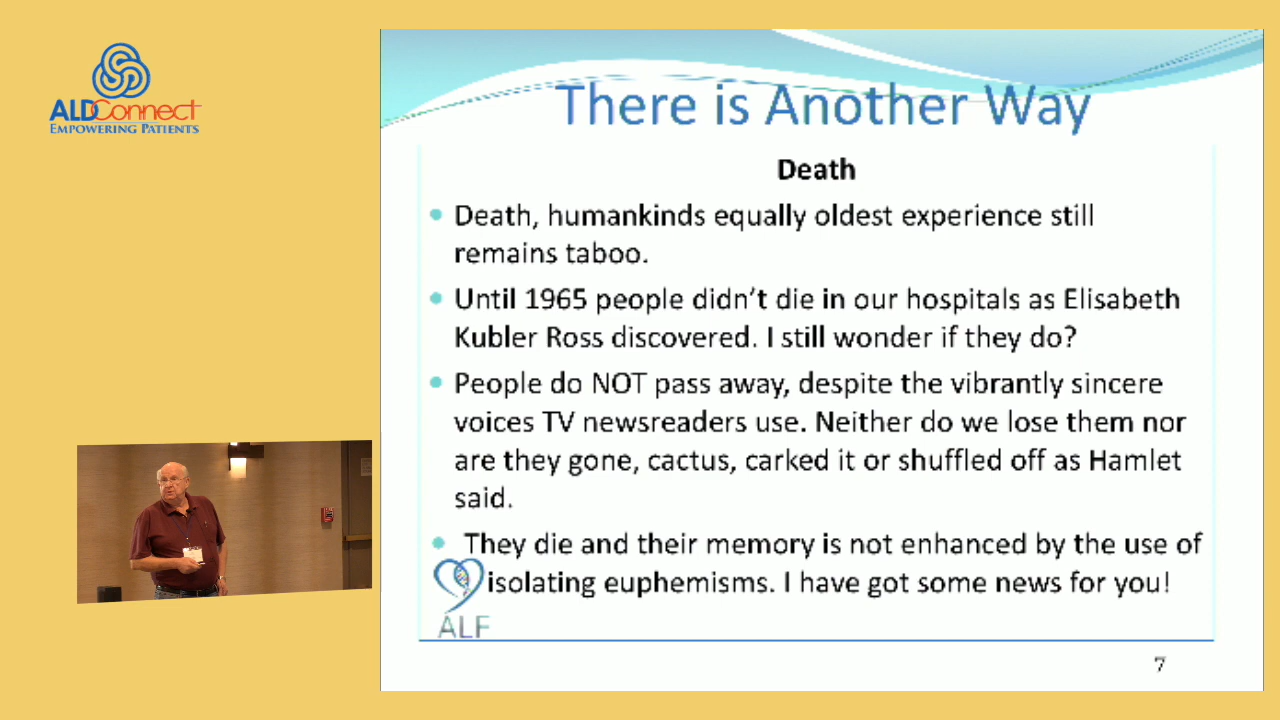 ALDConnect
EMPOWERING PATIENTS
There is Another Way
Death
Death, humankinds equally oldest experience still
remains taboo.
Until 1965 people didn't die in our hospitals as Elisabeth
Kubler Ross discovered. I still wonder if they do?
People do NOT pass away, despite the vibrantly sincere
voices TV newsreaders use. Neither do we lose them nor
are they gone, cactus, carked it or shuffled off as Hamlet
said.
They die and their memory is not enhanced by the use of
isolating euphemisms. I have got some news for you!
ALF
7